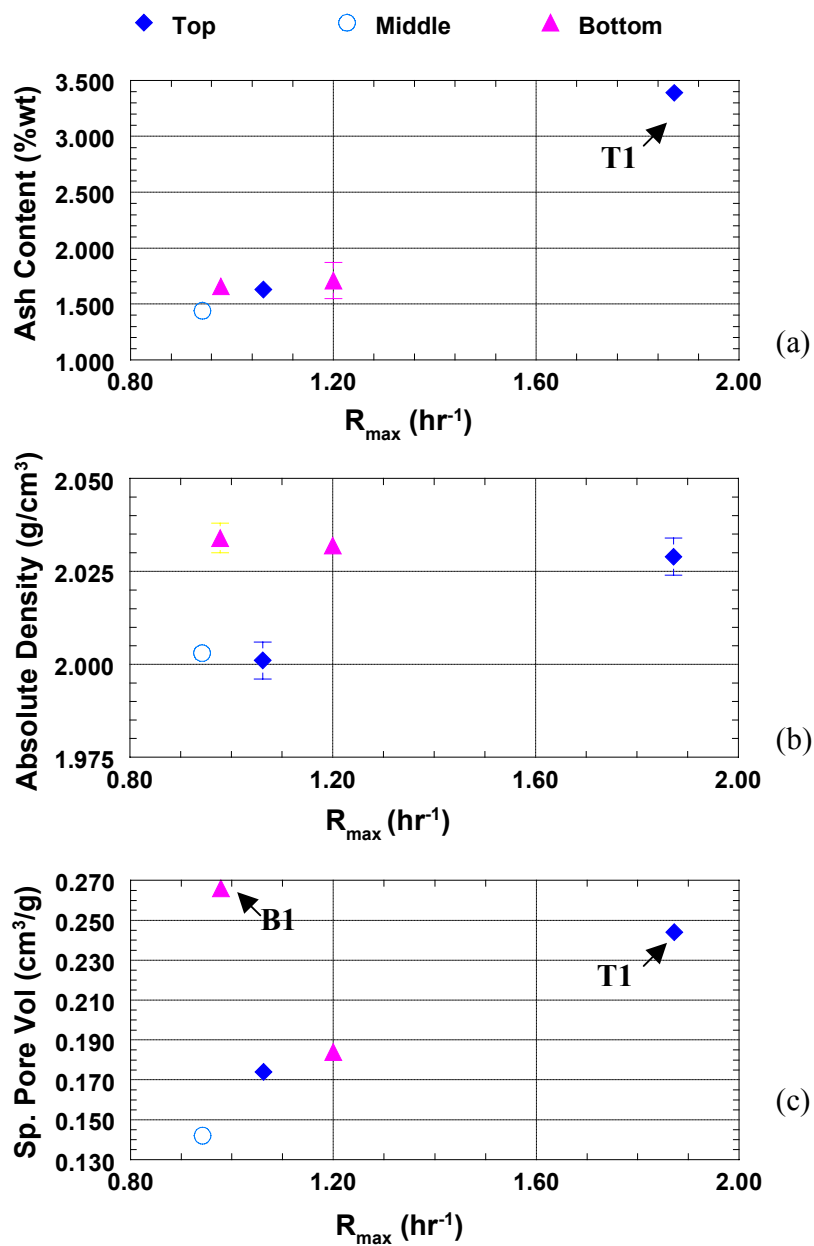 Top Middle Bottom
3.500
3.000
2.500
2.000
1.500
1.000
Ash Content (%wt)
T1
0.80 1.20 1.60 2.00
Rmax (hr-1)
(a)
2.050
2.025
2.000
1.975
Absolute Density (g/cm3)
0.80 1.20 1.60 2.00
Rmax (hr-1)
(b)
0.270
0.250
0.230
0.210
0.190
0.170
0.150
0.130
Sp. Pore Vol (cm3/g)
B1
T1
0.80 1.20 1.60 2.00
Rmax (hr-1)
(c)